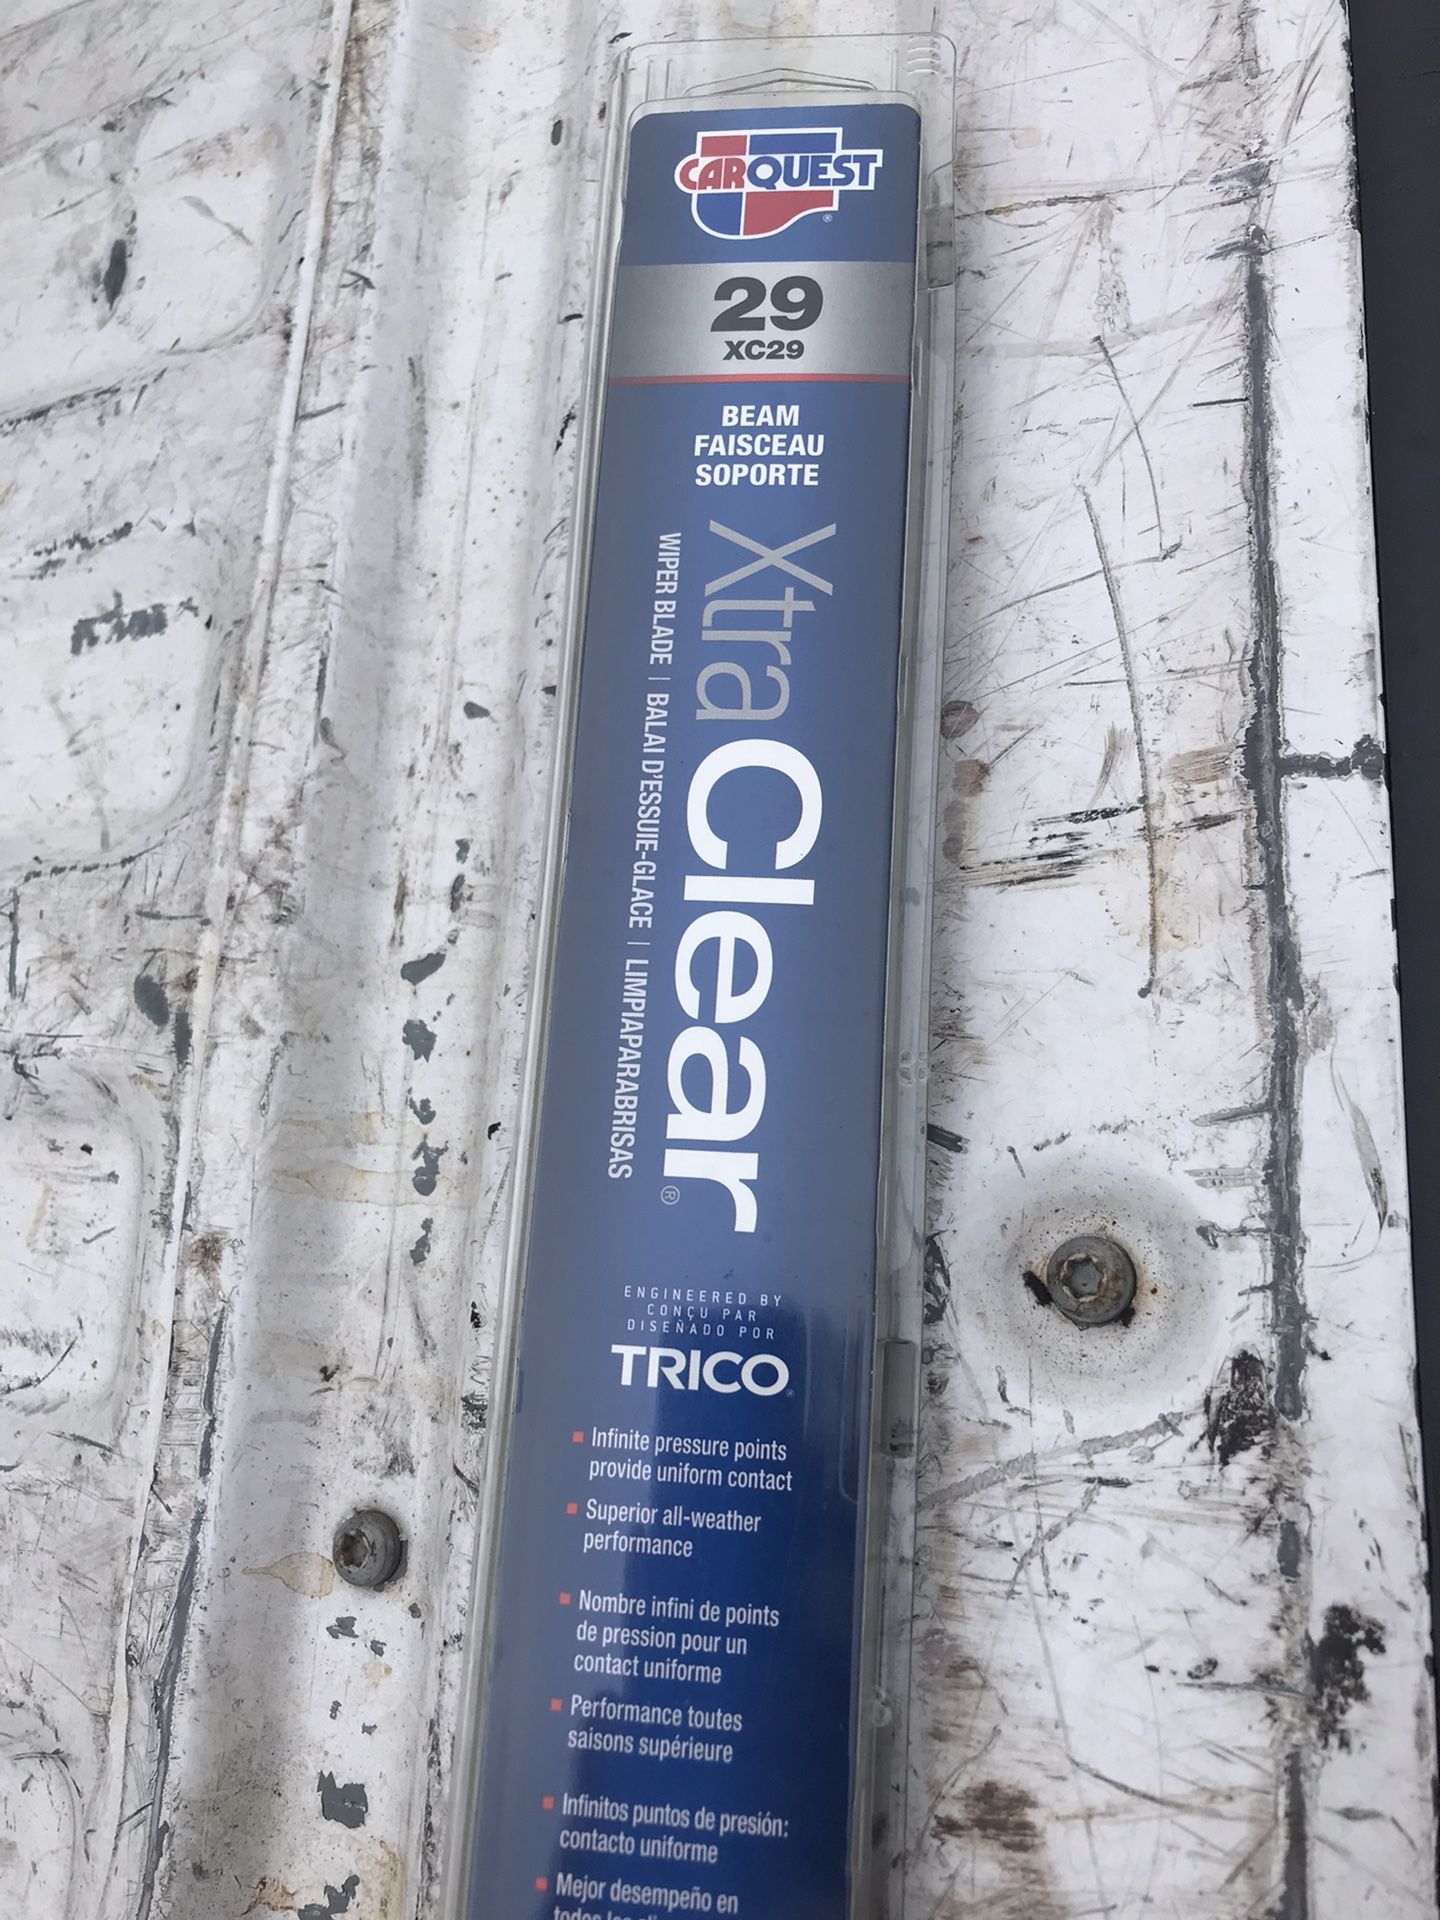 CARQUEST®
29
XC29
BEAM
FAISCEAU
SOPORTE
XtraClear®
WIPER BLADE | BALAI D'ESSUIE-GLACE | LIMPIAPARABRISAS
ENGINEERED BY
CONÇU PAR
DISEÑADO POR
TRICO®
▪ Infinite pressure points
provide uniform contact
▪ Superior all-weather
performance
▪ Nombre infini de points
de pression pour un
contact uniforme
▪ Performance toutes
saisons supérieure
▪ Infinitos puntos de presión:
contacto uniforme
▪ Mejor desempeño en